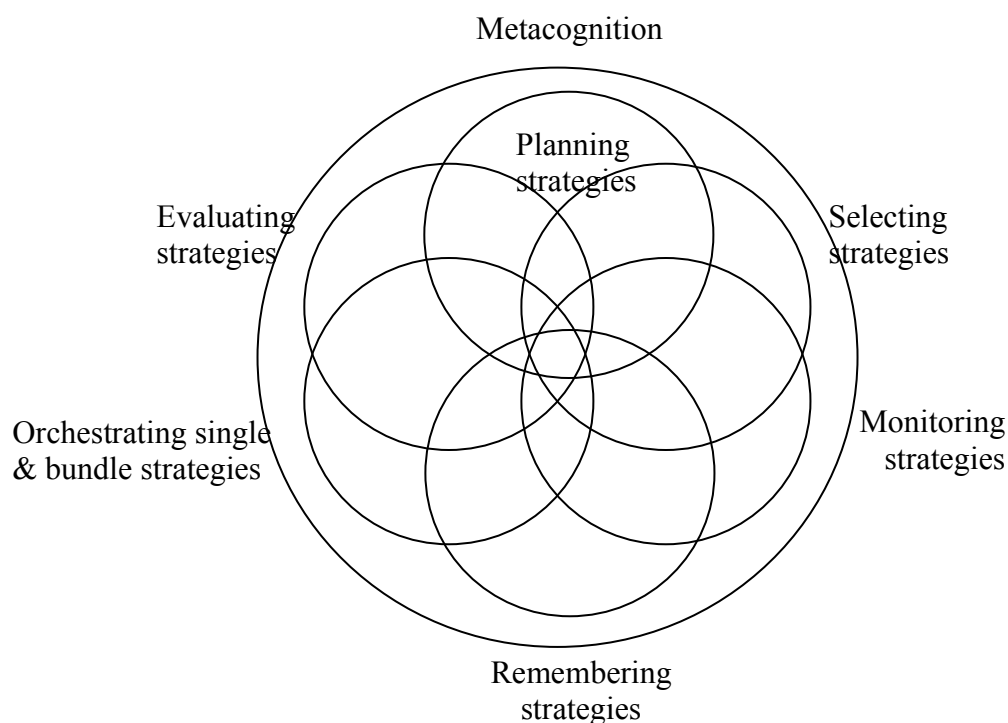 Metacognition
Planning
strategies
Evaluating
strategies
Selecting
strategies
Orchestrating single
& bundle strategies
Monitoring
strategies
Remembering
strategies